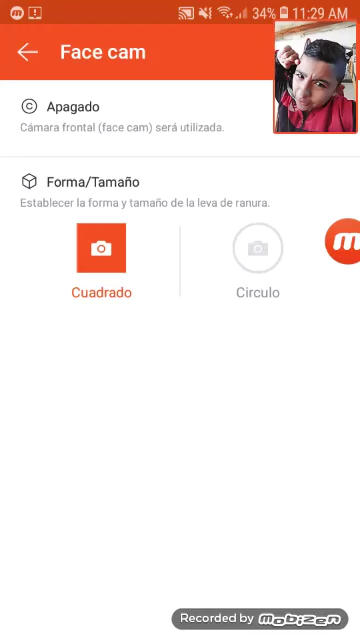 34% 11:29 AM
Face cam
Apagado
Cámara frontal (face cam) será utilizada.
Forma/Tamaño
Establecer la forma y tamaño de la leva de ranura.
Cuadrado
Circulo
Recorded by mobizen